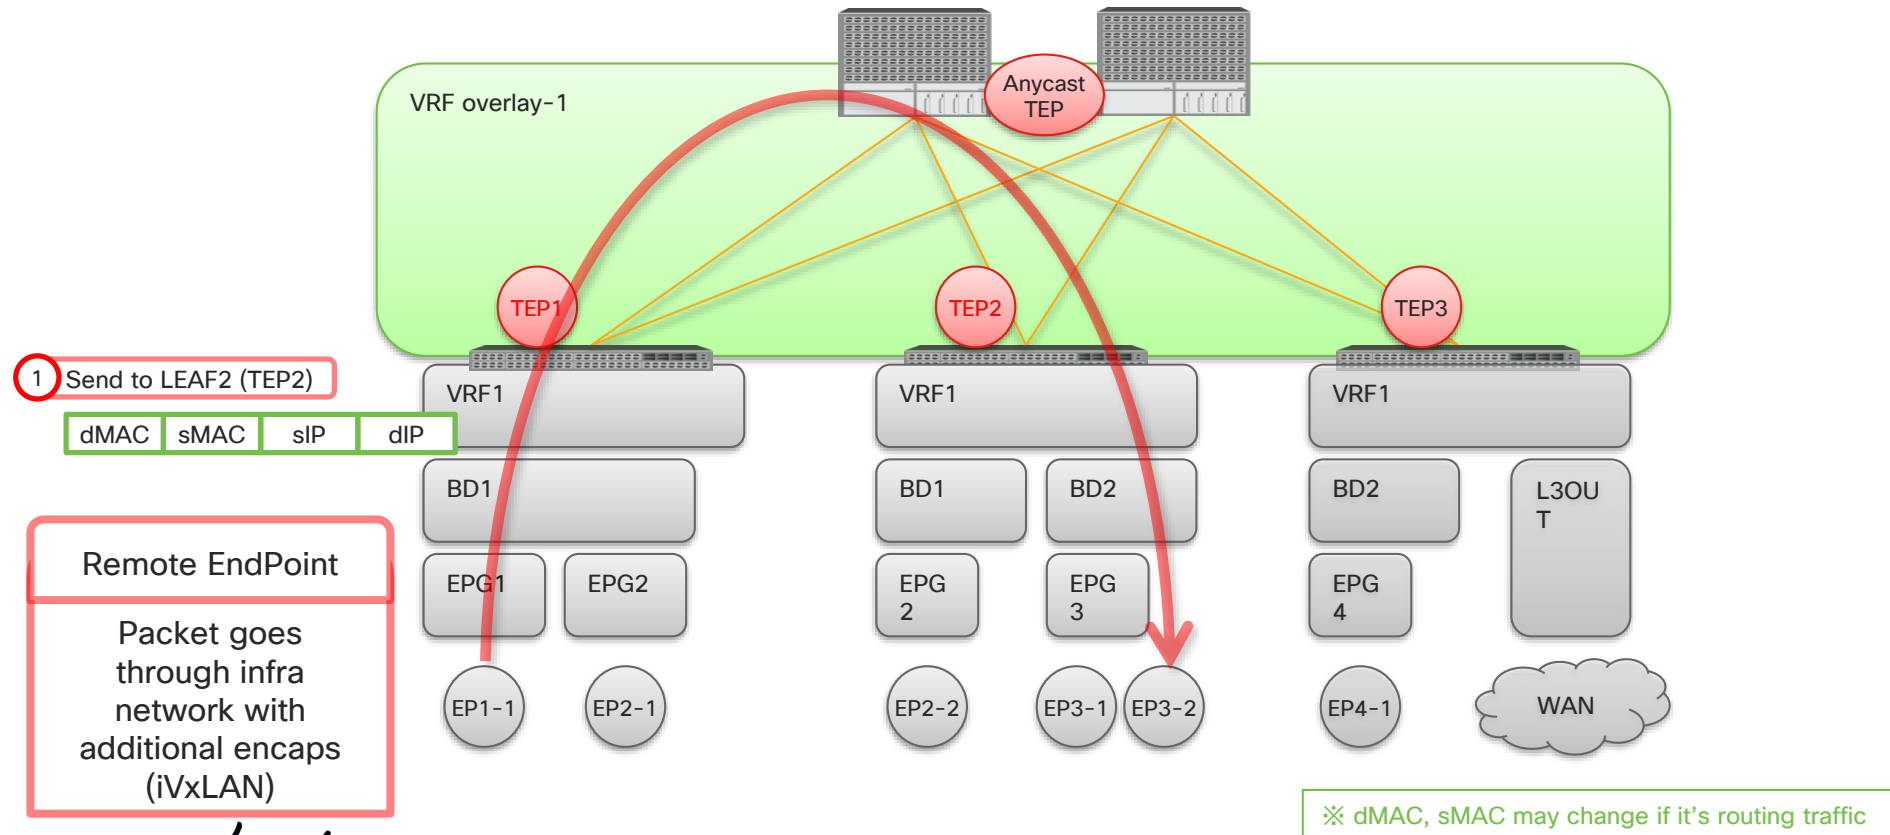 VRF overlay-1
Anycast
TEP
TEP1
TEP2
TEP3
1 Send to LEAF2 (TEP2)
dMAC sMAC sIP dIP
VRF1
VRF1
VRF1
BD1
BD1
BD2
BD2
L3OU
T
Remote EndPoint
Packet goes
through infra
network with
additional encaps
(iVxLAN)
EPG1
EPG2
EPG
2
EPG
3
EPG
4
EP1-1
EP2-1
EP2-2
EP3-1
EP3-2
EP4-1
WAN
※ dMAC, sMAC may change if it's routing traffic